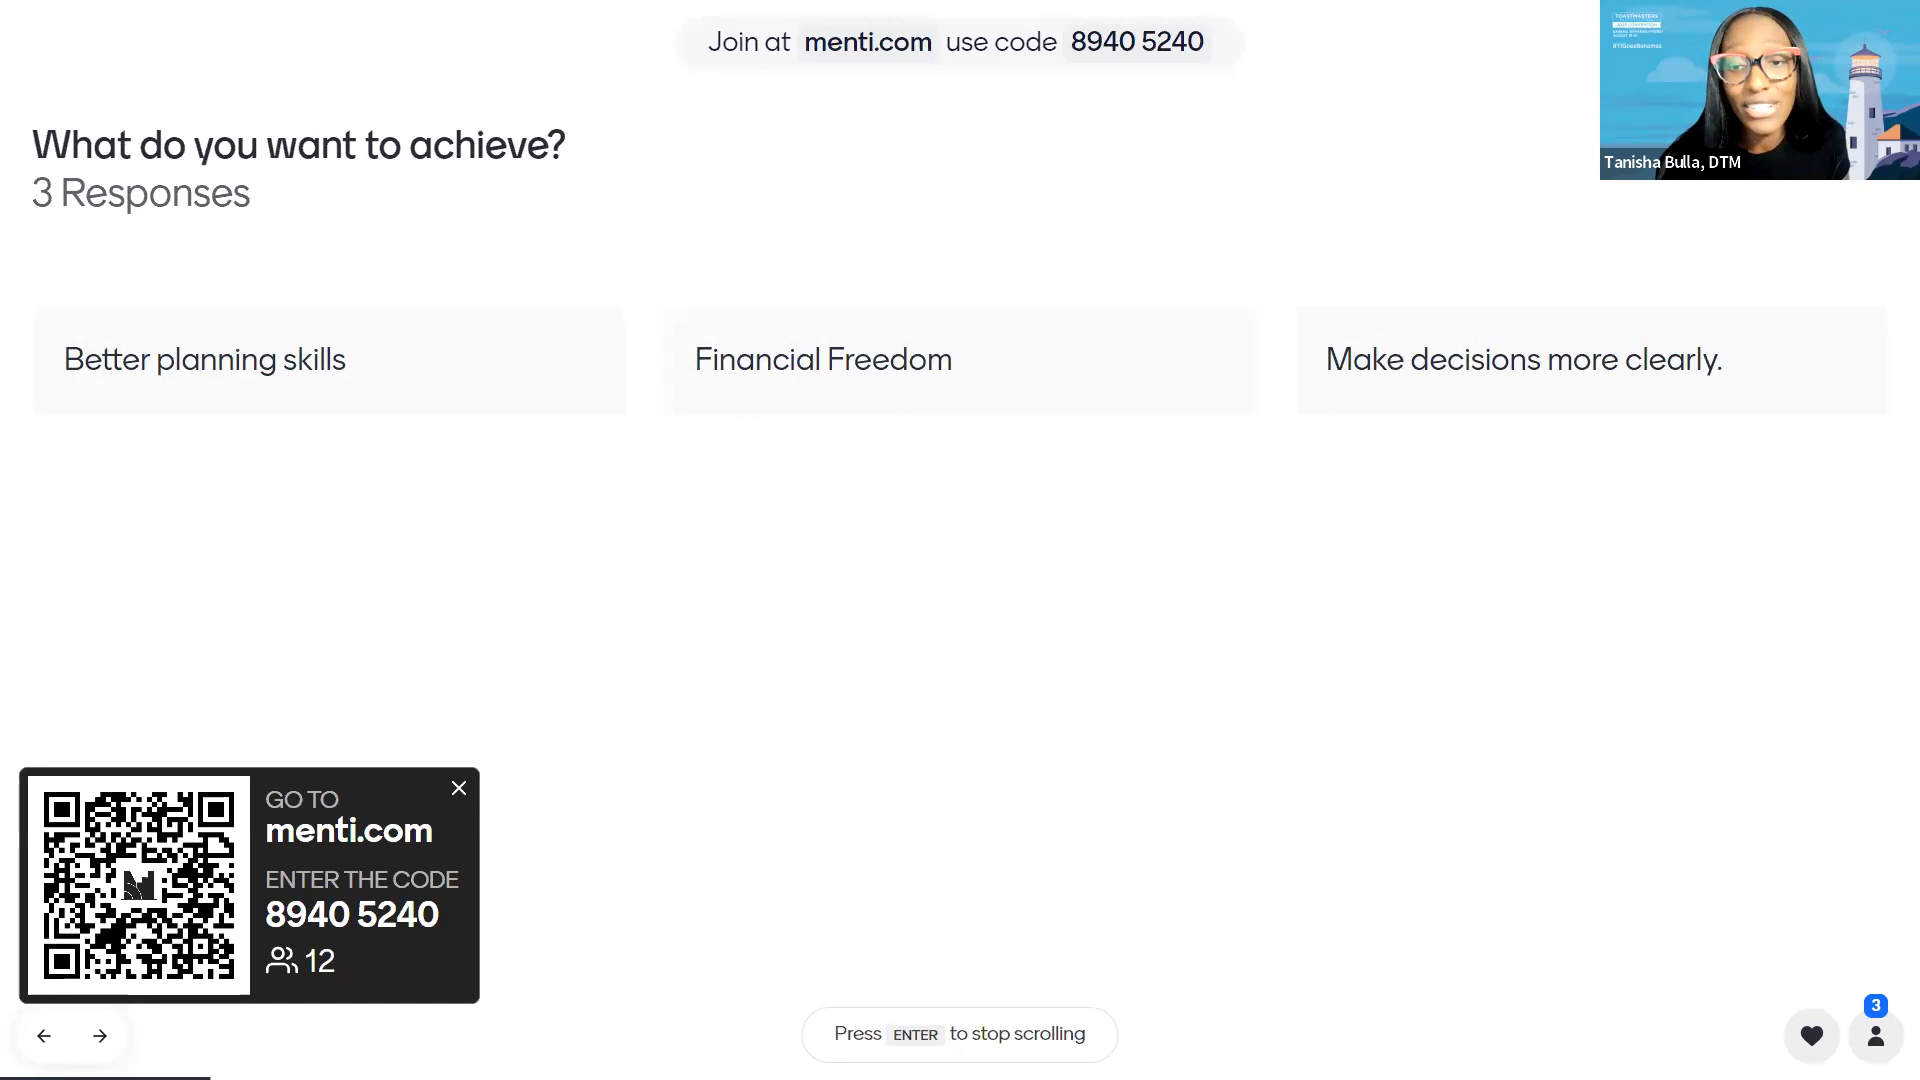 Join at menti.com use code 8940 5240
TOASTMASTERS
#TIGoesBahamas
Tanisha Bulla, DTM
What do you want to achieve?
3 Responses
Better planning skills
Financial Freedom
Make decisions more clearly.
GO TO
menti.com
ENTER THE CODE
8940 5240
12
Press ENTER to stop scrolling
3